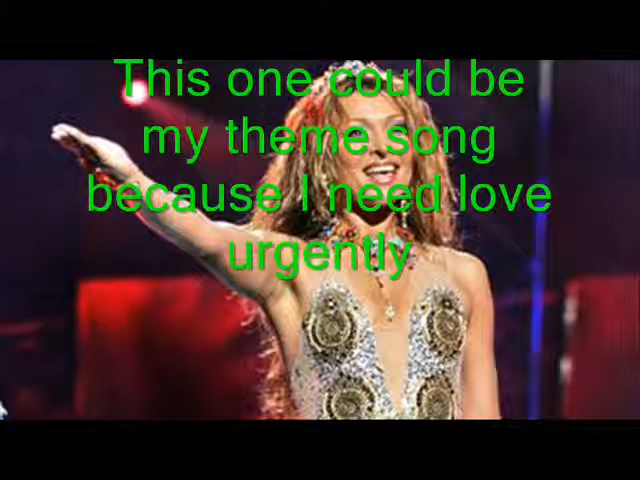 This one could be
my theme song
because I need love
urgently